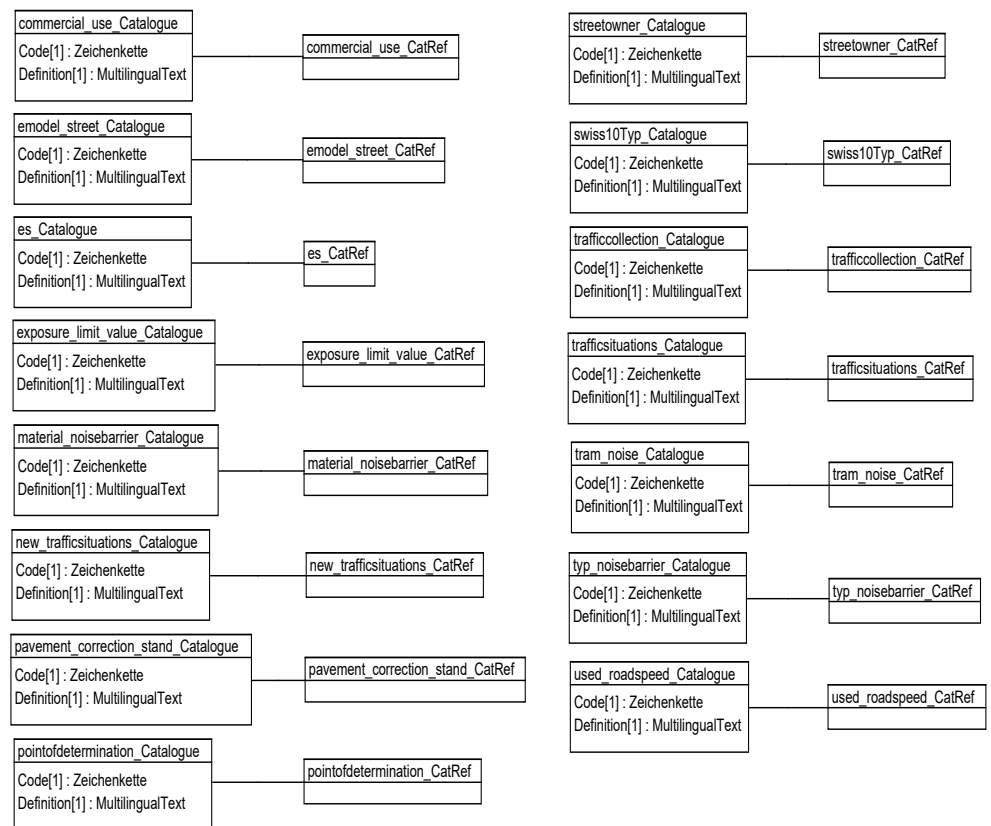 commercial_use_Catalogue
Code[1] : Zeichenkette
Definition[1] : MultilingualText
commercial_use_CatRef
emodel_street_Catalogue
Code[1] : Zeichenkette
Definition[1] : MultilingualText
emodel_street_CatRef
es_Catalogue
Code[1] : Zeichenkette
Definition[1] : MultilingualText
es_CatRef
exposure_limit_value_Catalogue
Code[1] : Zeichenkette
Definition[1] : MultilingualText
exposure_limit_value_CatRef
material_noisebarrier_Catalogue
Code[1] : Zeichenkette
Definition[1] : MultilingualText
material_noisebarrier_CatRef
new_trafficsituations_Catalogue
Code[1] : Zeichenkette
Definition[1] : MultilingualText
new_trafficsituations_CatRef
pavement_correction_stand_Catalogue
Code[1] : Zeichenkette
Definition[1] : MultilingualText
pavement_correction_stand_CatRef
pointofdetermination_Catalogue
Code[1] : Zeichenkette
Definition[1] : MultilingualText
pointofdetermination_CatRef
streetowner_Catalogue
Code[1] : Zeichenkette
Definition[1] : MultilingualText
streetowner_CatRef
swiss10Typ_Catalogue
Code[1] : Zeichenkette
Definition[1] : MultilingualText
swiss10Typ_CatRef
trafficcollection_Catalogue
Code[1] : Zeichenkette
Definition[1] : MultilingualText
trafficcollection_CatRef
trafficsituations_Catalogue
Code[1] : Zeichenkette
Definition[1] : MultilingualText
trafficsituations_CatRef
tram_noise_Catalogue
Code[1] : Zeichenkette
Definition[1] : MultilingualText
tram_noise_CatRef
typ_noisebarrier_Catalogue
Code[1] : Zeichenkette
Definition[1] : MultilingualText
typ_noisebarrier_CatRef
used_roadspeed_Catalogue
Code[1] : Zeichenkette
Definition[1] : MultilingualText
used_roadspeed_CatRef